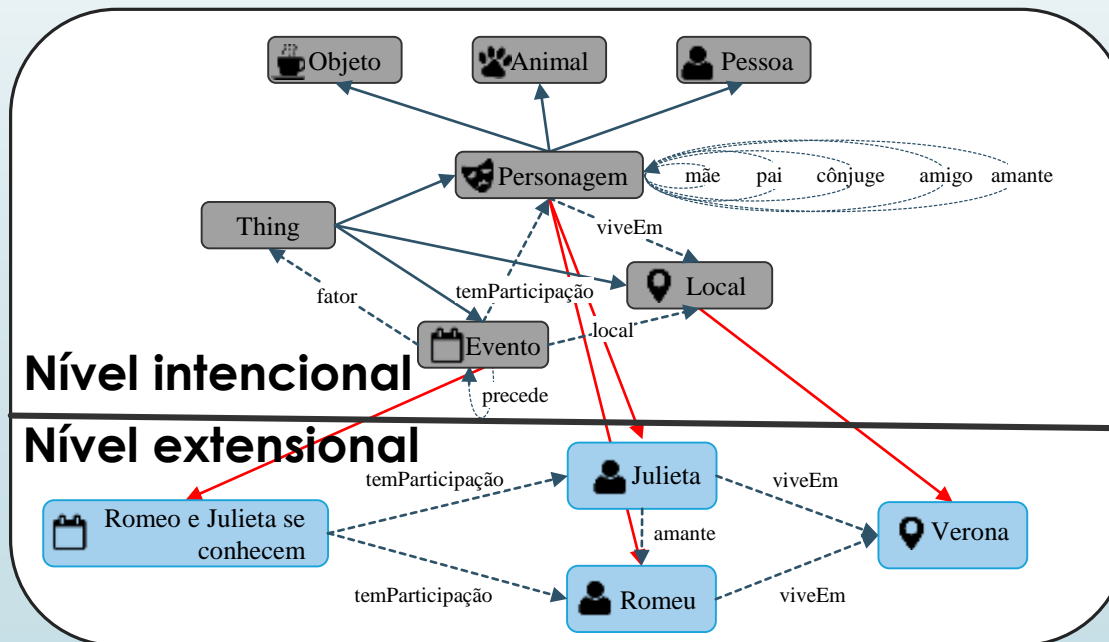 Objeto
Animal
Pessoa
Personagem
mãe
pai
cônjuge
amigo
amante
Thing
viveEm
Local
fator
temParticipação
local
Evento
Nível intencional
precede
Nível extensional
Julieta
temParticipação
viveEm
Romeo e Julieta se
conhecem
amante
Verona
temParticipação
Romeu
viveEm